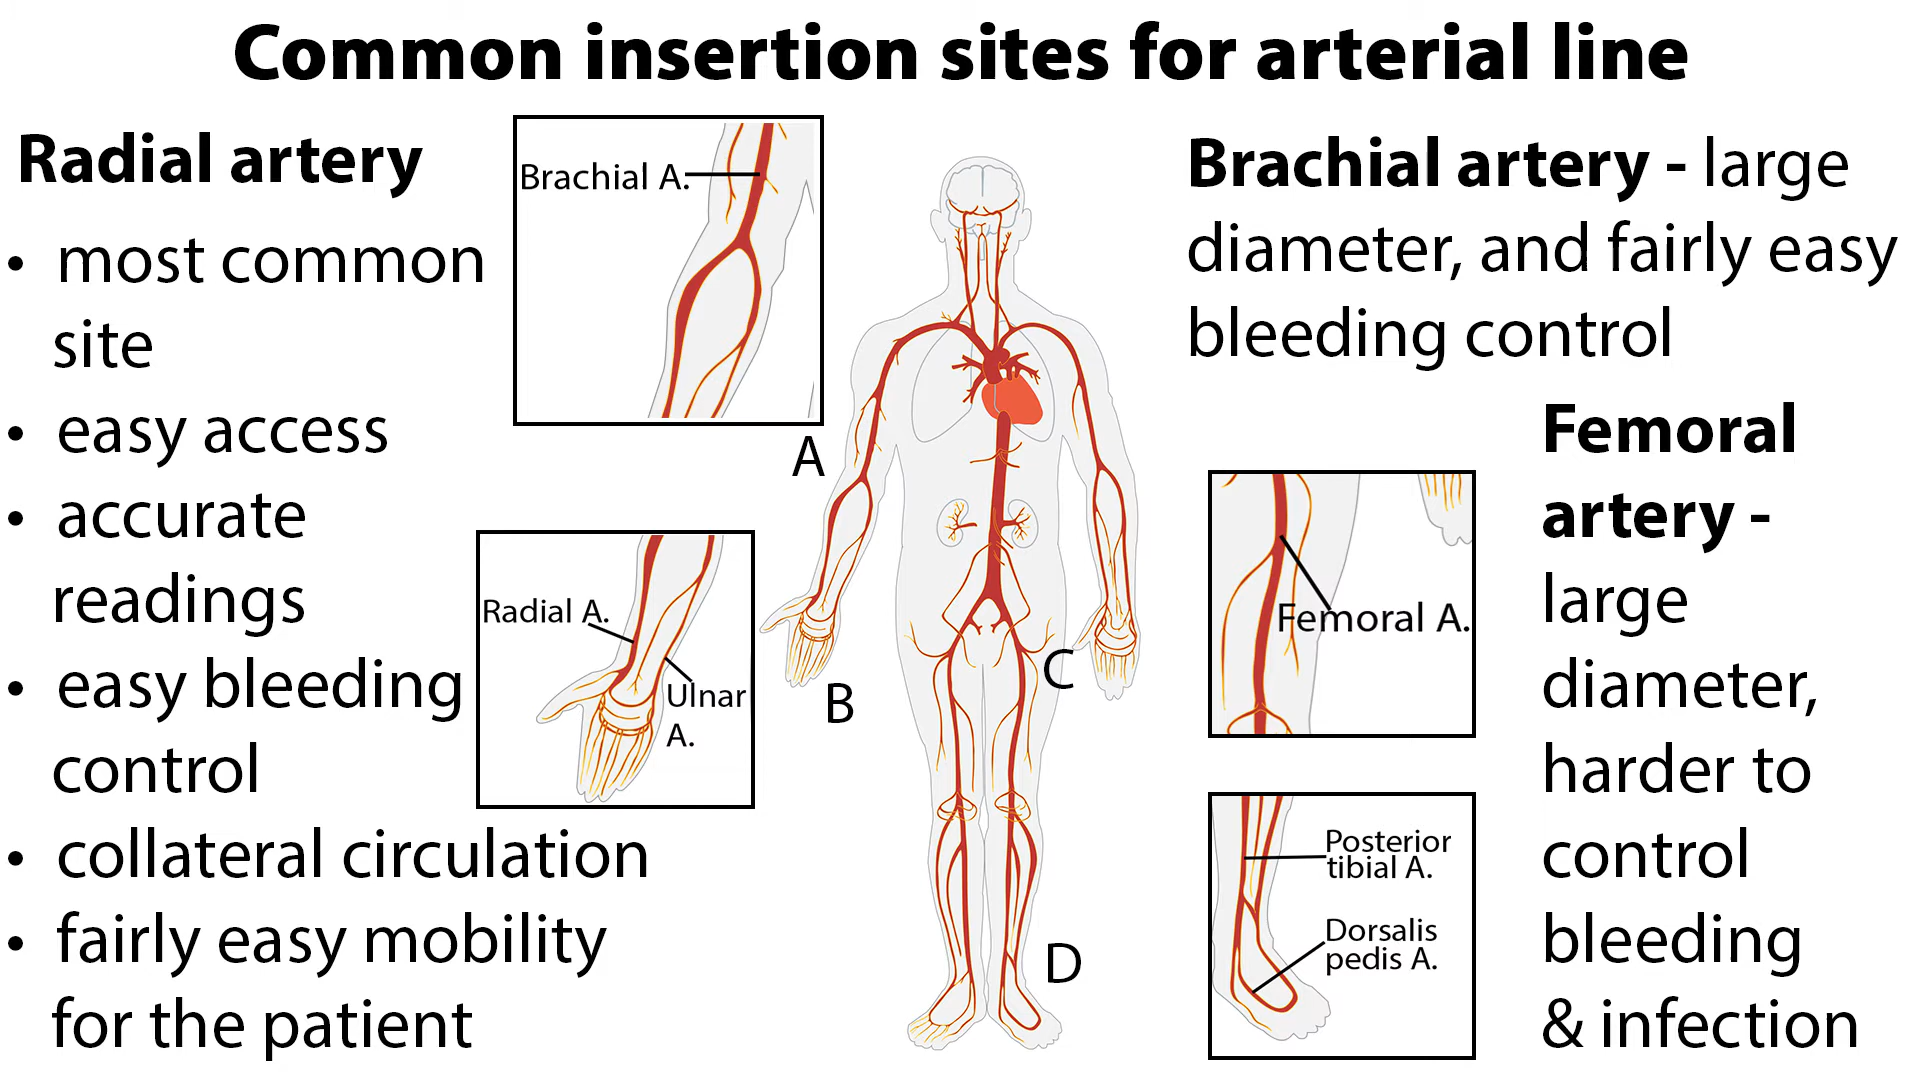 Common insertion sites for arterial line
Radial artery
• most common
site
• easy access
• accurate
readings
• easy bleeding
control
• collateral circulation
• fairly easy mobility
for the patient
Brachial A.
A
Radial A.
Ulnar
A.
B
Brachial artery - large
diameter, and fairly easy
bleeding control
C
Femoral A.
D
Posterior
tibial A.
Dorsalis
pedis A.
Femoral
artery -
large
diameter,
harder to
control
bleeding
& infection